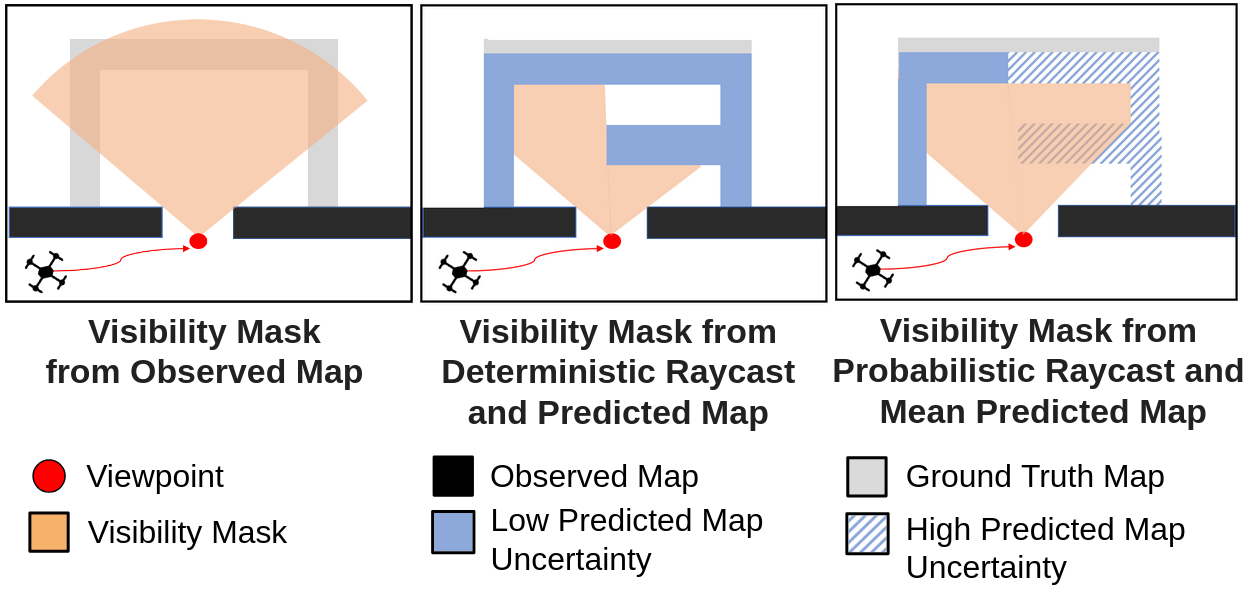 Visibility Mask
from Observed Map
Visibility Mask from
Deterministic Raycast
and Predicted Map
Visibility Mask from
Probabilistic Raycast and
Mean Predicted Map
Viewpoint
Visibility Mask
Observed Map
Low Predicted Map
Uncertainty
Ground Truth Map
High Predicted Map
Uncertainty